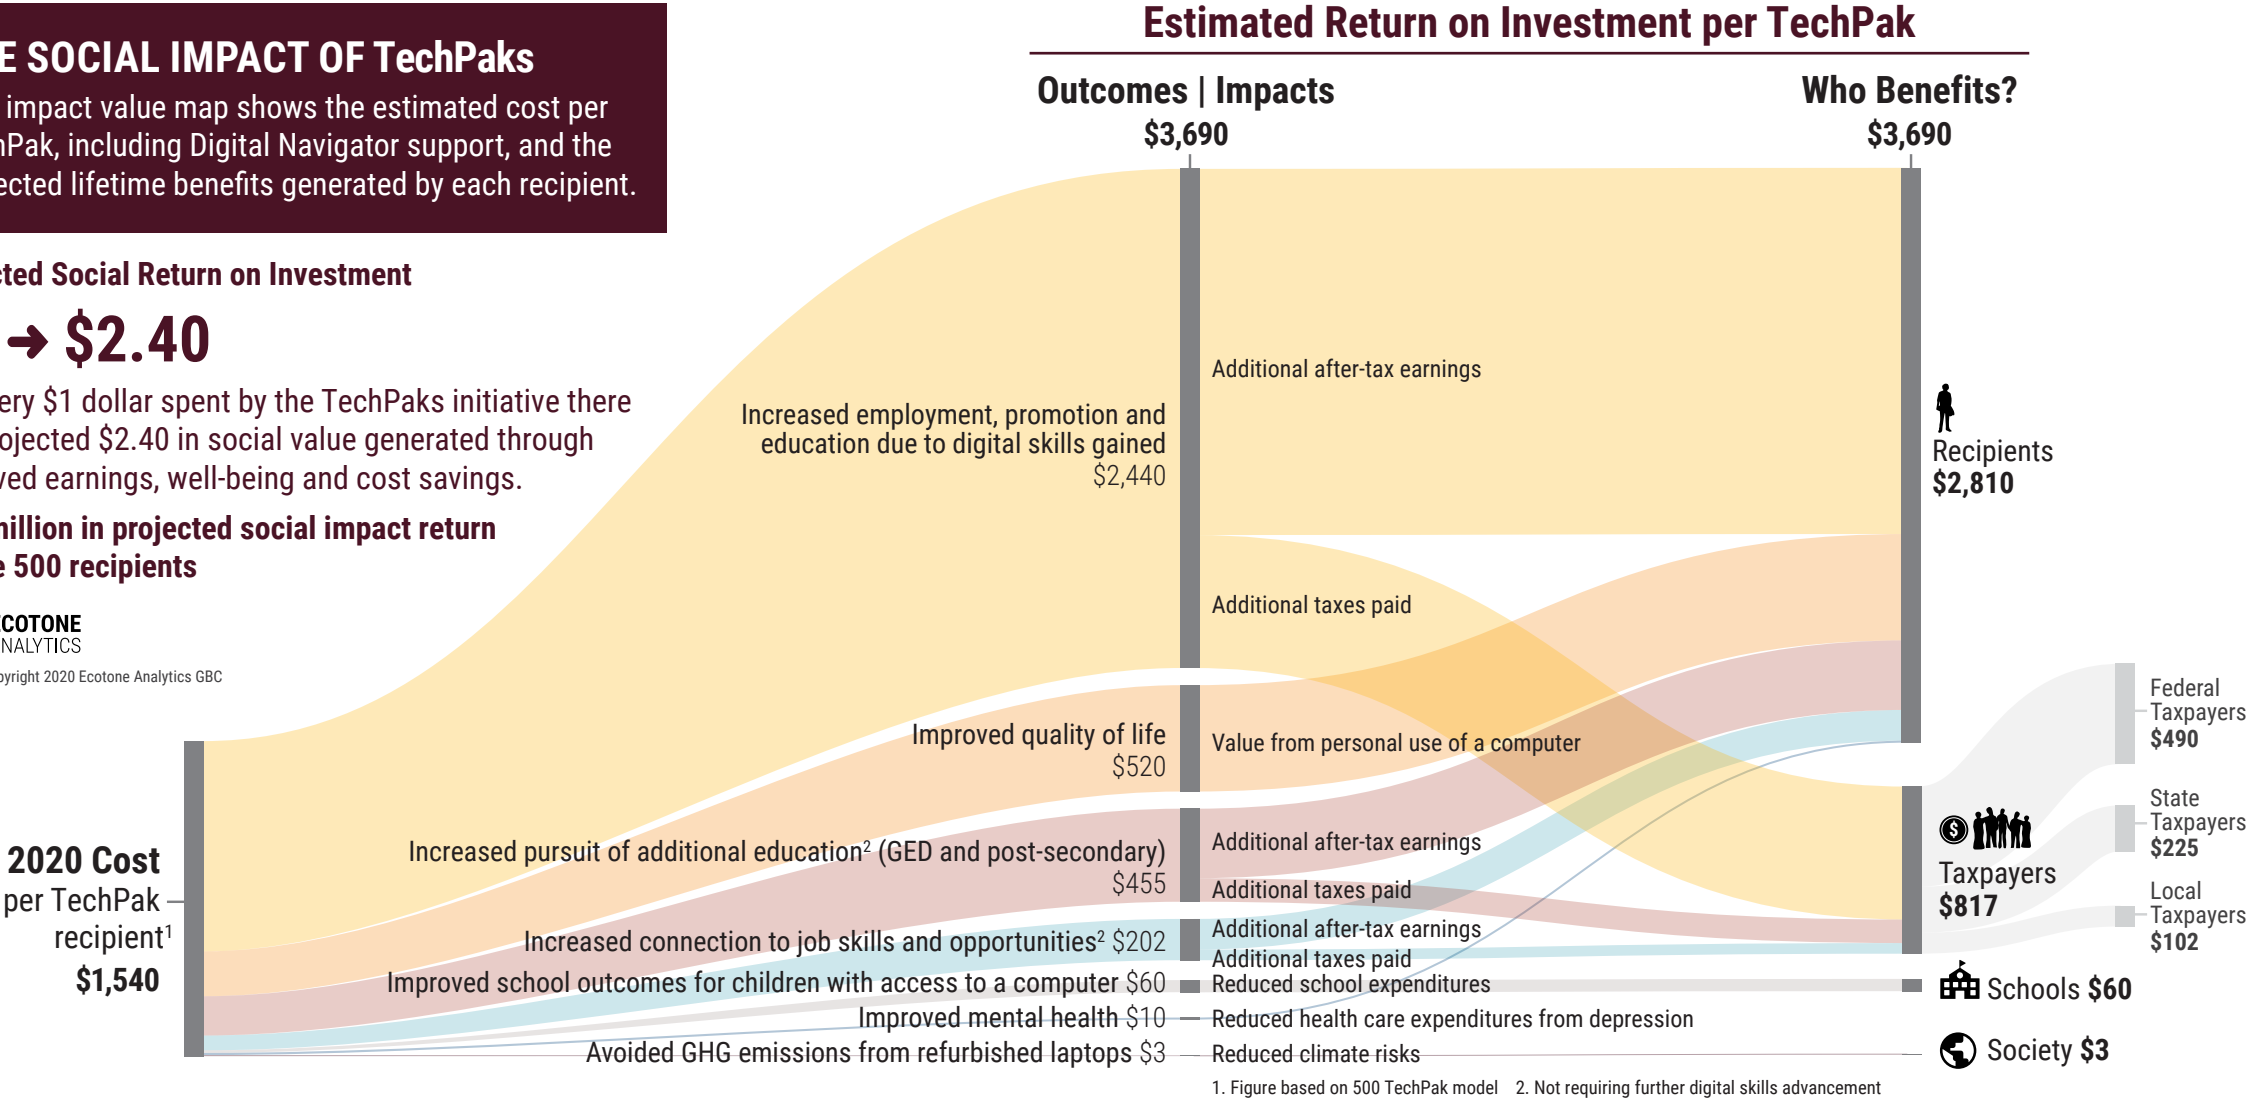 E SOCIAL IMPACT OF TechPaks
impact value map shows the estimated cost per
hPak, including Digital Navigator support, and the
ected lifetime benefits generated by each recipient.
cted Social Return on Investment
→ $2.40
ery $1 dollar spent by the TechPaks initiative there
ojected $2.40 in social value generated through
ved earnings, well-being and cost savings.
million in projected social impact return
e 500 recipients
ECOTONE
NALYTICS
pyright 2020 Ecotone Analytics GBC
2020 Cost
per TechPak
recipient1
$1,540
Estimated Return on Investment per TechPak
Outcomes | Impacts
$3,690
Who Benefits?
$3,690
Increased employment, promotion and
education due to digital skills gained
$2,440
Additional after-tax earnings
Additional taxes paid
Improved quality of life
$520
Value from personal use of a computer
Increased pursuit of additional education2 (GED and post-secondary)
$455
Additional after-tax earnings
Additional taxes paid
Increased connection to job skills and opportunities2 $202
Additional after-tax earnings
Additional taxes paid
Improved school outcomes for children with access to a computer $60
Reduced school expenditures
Improved mental health $10
Reduced health care expenditures from depression
Avoided GHG emissions from refurbished laptops $3
Reduced climate risks
Recipients
$2,810
Taxpayers
$817
Schools $60
Society $3
Federal
Taxpayers
$490
State
Taxpayers
$225
Local
Taxpayers
$102
1. Figure based on 500 TechPak model 2. Not requiring further digital skills advancement